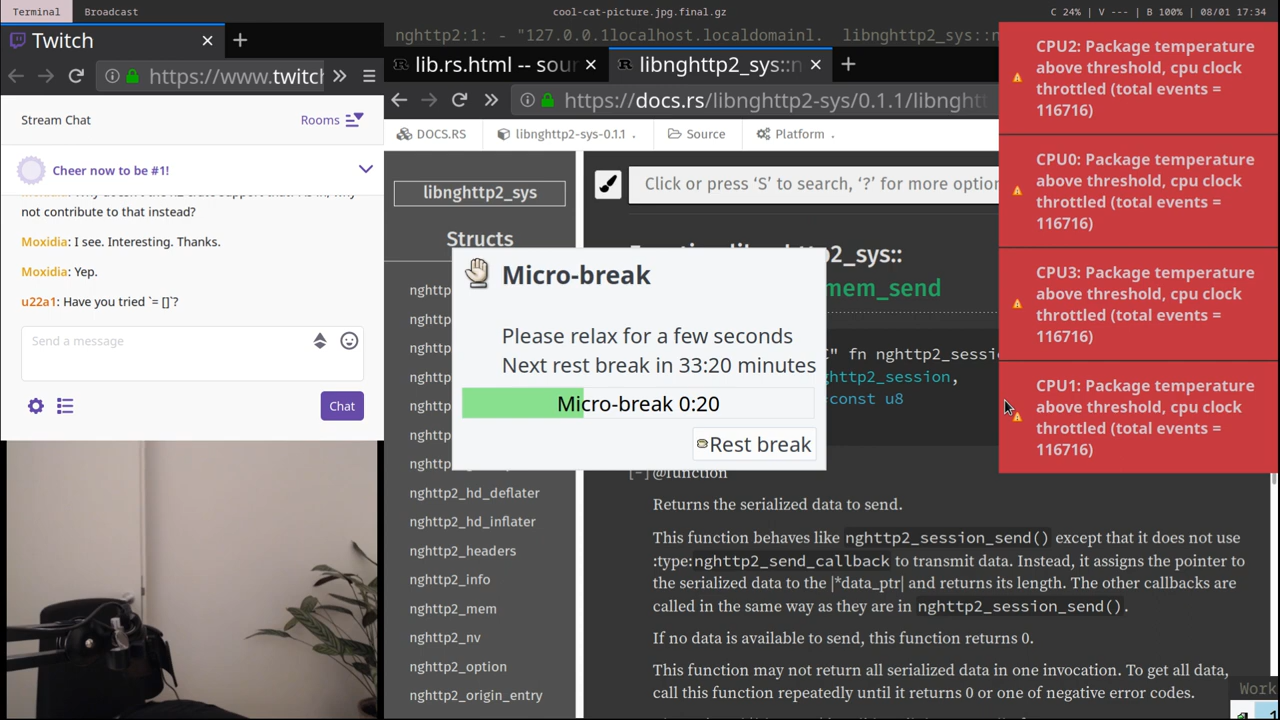 Terminal
Broadcast
cool-cat-picture.jpg.final.gz
C 24% | V --- | B 100% | 08/01 17:34
Twitch
https://www.twitc
Stream Chat
Rooms
Cheer now to be #1!
not contribute to that instead?
Moxidia: I see. Interesting. Thanks.
Moxidia: Yep.
u22a1: Have you tried `= []`?
Send a message
Chat
nghttp2:1: - "127.0.0.1localhost.localdomainl.
lib.rs.html -- sour
libnghttp2_sys::n
https://docs.rs/libnghttp2-sys/0.1.1/libnghtt
DOCS.RS
libnghttp2-sys-0.1.1
Source
Platform
libnghttp2_sys
Click or press ‘S’ to search, ‘?’ for more option
Structs
p2_sys::
mem_send
Micro-break
Please relax for a few seconds
Next rest break in 33:20 minutes
Micro-break 0:20
Rest break
" fn nghttp2_sessio
ghttp2_session,
const u8
nghttp2_hd_deflater
nghttp2_hd_inflater
nghttp2_headers
nghttp2_info
nghttp2_mem
nghttp2_nv
nghttp2_option
nghttp2_origin_entry
[-]@function
Returns the serialized data to send.
This function behaves like nghttp2_session_send() except that it does not use
:type:nghttp2_send_callback to transmit data. Instead, it assigns the pointer to
the serialized data to the |*data_ptr| and returns its length. The other callbacks are
called in the same way as they are in nghttp2_session_send().
If no data is available to send, this function returns 0.
This function may not return all serialized data in one invocation. To get all data,
call this function repeatedly until it returns 0 or one of negative error codes.
CPU2: Package temperature
above threshold, cpu clock
throttled (total events =
116716)
CPU0: Package temperature
above threshold, cpu clock
throttled (total events =
116716)
CPU3: Package temperature
above threshold, cpu clock
throttled (total events =
116716)
CPU1: Package temperature
above threshold, cpu clock
throttled (total events =
116716)
Work